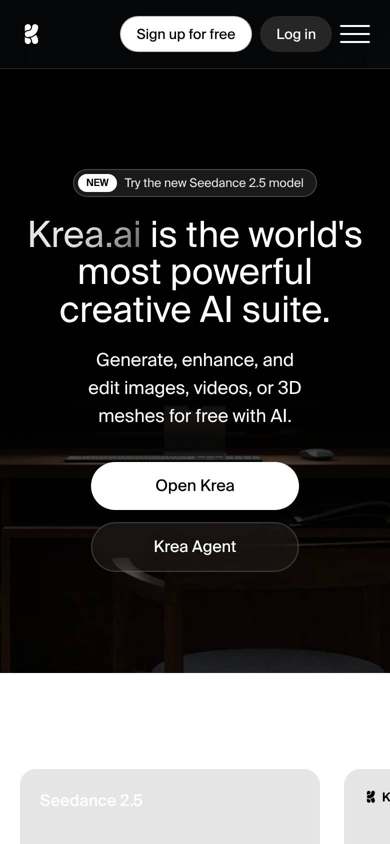 Sign up for free
Log in
NEW Try the new Seedance 2.5 model
Krea.ai is the world's
most powerful
creative AI suite.
Generate, enhance, and
edit images, videos, or 3D
meshes for free with AI.
Open Krea
Krea Agent
Seedance 2.5
K